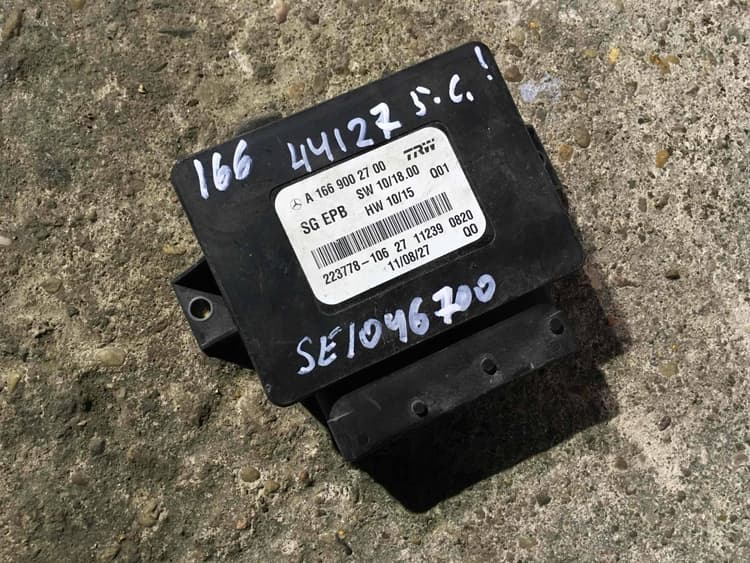 166 44127 5.C.!
TRW
A 166 900 27 00
SW 10/18.00 001
SG EPB HW 10/15
223778-106 27 11239 0820
11/08/27 00
SE1046700